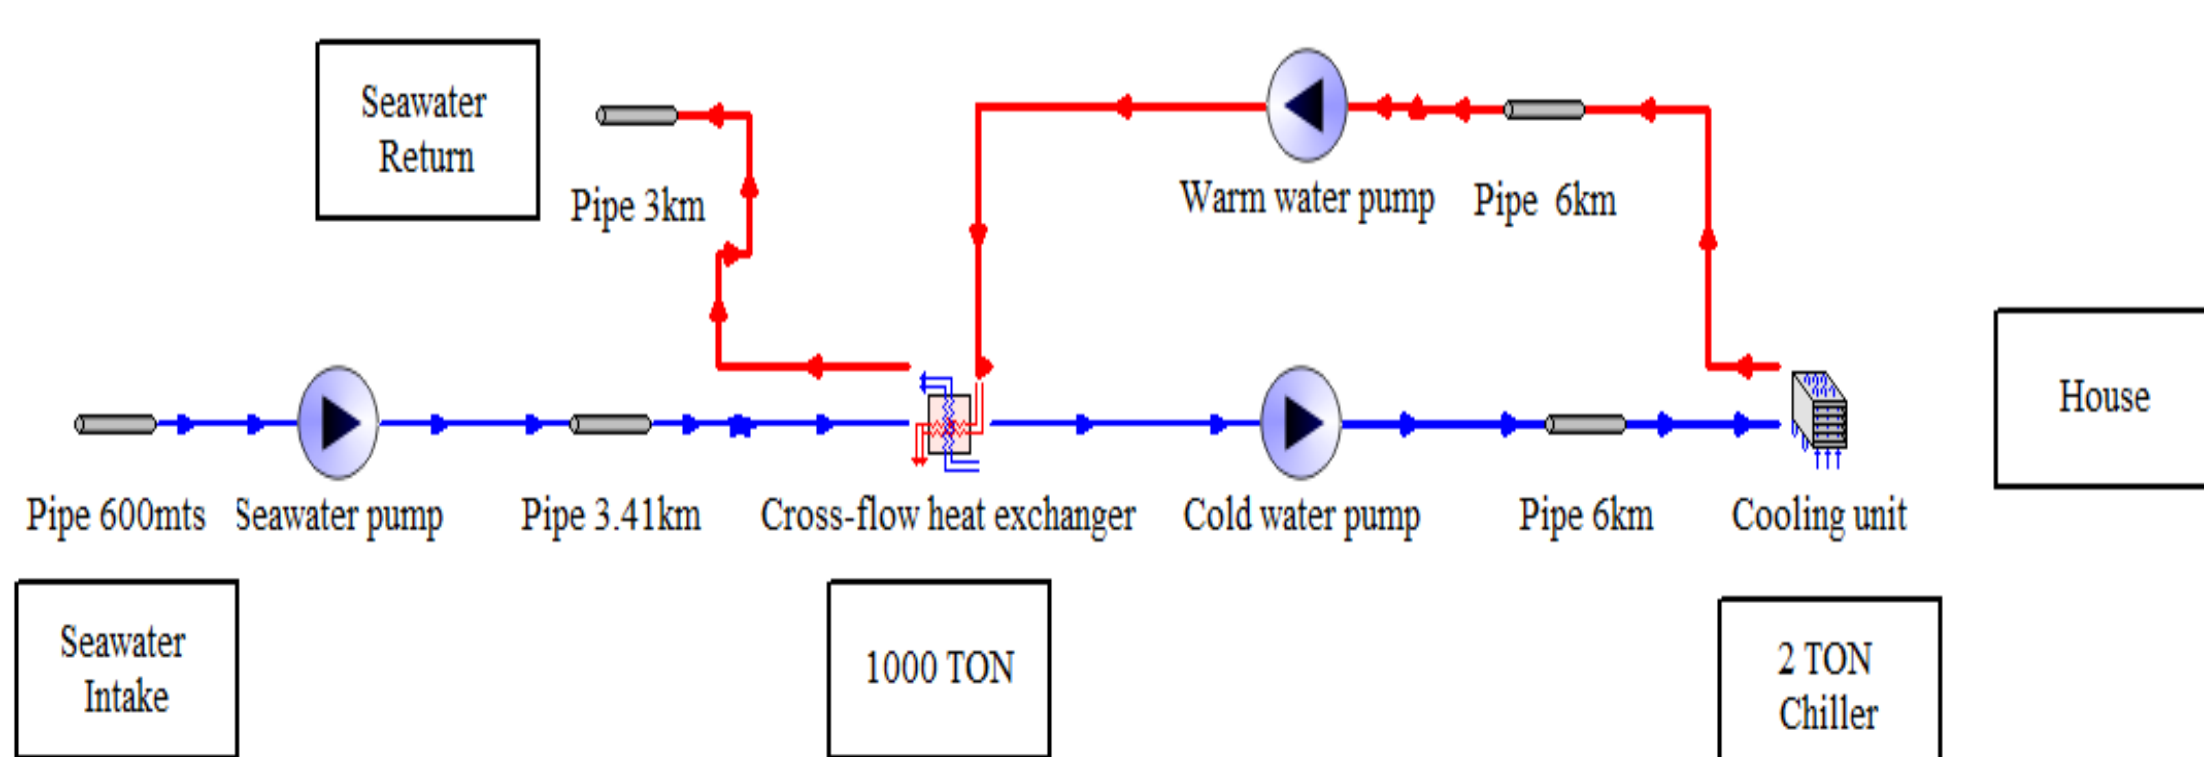 Seawater
Return
Pipe 3km
Warm water pump
Pipe 6km
House
Pipe 600mts
Seawater pump
Pipe 3.41km
Cross-flow heat exchanger
Cold water pump
Pipe 6km
Cooling unit
Seawater
Intake
1000 TON
2 TON
Chiller